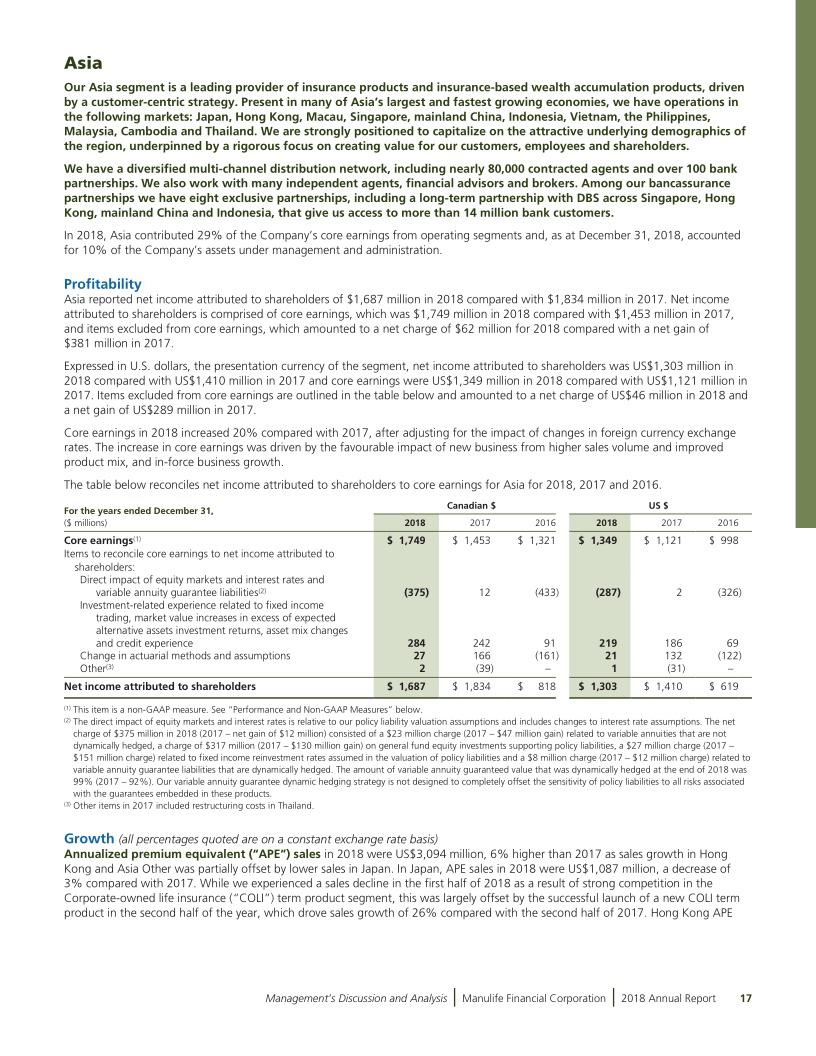 Asia
Our Asia segment is a leading provider of insurance products and insurance-based wealth accumulation products, driven
by a customer-centric strategy. Present in many of Asia's largest and fastest growing economies, we have operations in
the following markets: Japan, Hong Kong, Macau, Singapore, mainland China, Indonesia, Vietnam, the Philippines,
Malaysia, Cambodia and Thailand. We are strongly positioned to capitalize on the attractive underlying demographics of
the region, underpinned by a rigorous focus on creating value for our customers, employees and shareholders.
We have a diversified multi-channel distribution network, including nearly 80,000 contracted agents and over 100 bank
partnerships. We also work with many independent agents, financial advisors and brokers. Among our bancassurance
partnerships we have eight exclusive partnerships, including a long-term partnership with DBS across Singapore, Hong
Kong, mainland China and Indonesia, that give us access to more than 14 million bank customers.
In 2018, Asia contributed 29% of the Company's core earnings from operating segments and, as at December 31, 2018, accounted
for 10% of the Company's assets under management and administration.
Profitability
Asia reported net income attributed to shareholders of $1,687 million in 2018 compared with $1,834 million in 2017. Net income
attributed to shareholders is comprised of core earnings, which was $1,749 million in 2018 compared with $1,453 million in 2017,
and items excluded from core earnings, which amounted to a net charge of $62 million for 2018 compared with a net gain of
$381 million in 2017.
Expressed in U.S. dollars, the presentation currency of the segment, net income attributed to shareholders was US$1,303 million in
2018 compared with US$1,410 million in 2017 and core earnings were US$1,349 million in 2018 compared with US$1,121 million in
2017. Items excluded from core earnings are outlined in the table below and amounted to a net charge of US$46 million in 2018 and
a net gain of US$289 million in 2017.
Core earnings in 2018 increased 20% compared with 2017, after adjusting for the impact of changes in foreign currency exchange
rates. The increase in core earnings was driven by the favourable impact of new business from higher sales volume and improved
product mix, and in-force business growth.
The table below reconciles net income attributed to shareholders to core earnings for Asia for 2018, 2017 and 2016.
For the years ended December 31, Canadian $ US $
($ millions) 2018 2017 2016 2018 2017 2016
Core earnings(1) $ 1,749 $ 1,453 $ 1,321 $ 1,349 $ 1,121 $ 998
Items to reconcile core earnings to net income attributed to
shareholders:
Direct impact of equity markets and interest rates and
variable annuity guarantee liabilities(2) (375) 12 (433) (287) 2 (326)
Investment-related experience related to fixed income
trading, market value increases in excess of expected
alternative assets investment returns, asset mix changes
and credit experience 284 242 91 219 186 69
Change in actuarial methods and assumptions 27 166 (161) 21 132 (122)
Other(3) 2 (39) – 1 (31) –
Net income attributed to shareholders $ 1,687 $ 1,834 $ 818 $ 1,303 $ 1,410 $ 619
(1) This item is a non-GAAP measure. See "Performance and Non-GAAP Measures" below.
(2) The direct impact of equity markets and interest rates is relative to our policy liability valuation assumptions and includes changes to interest rate assumptions. The net
charge of $375 million in 2018 (2017 – net gain of $12 million) consisted of a $23 million charge (2017 – $47 million gain) related to variable annuities that are not
dynamically hedged, a charge of $317 million (2017 – $130 million gain) on general fund equity investments supporting policy liabilities, a $27 million charge (2017 –
$151 million charge) related to fixed income reinvestment rates assumed in the valuation of policy liabilities and a $8 million charge (2017 – $12 million charge) related to
variable annuity guarantee liabilities that are dynamically hedged. The amount of variable annuity guaranteed value that was dynamically hedged at the end of 2018 was
99% (2017 – 92%). Our variable annuity guarantee dynamic hedging strategy is not designed to completely offset the sensitivity of policy liabilities to all risks associated
with the guarantees embedded in these products.
(3) Other items in 2017 included restructuring costs in Thailand.
Growth (all percentages quoted are on a constant exchange rate basis)
Annualized premium equivalent ("APE") sales in 2018 were US$3,094 million, 6% higher than 2017 as sales growth in Hong
Kong and Asia Other was partially offset by lower sales in Japan. In Japan, APE sales in 2018 were US$1,087 million, a decrease of
3% compared with 2017. While we experienced a sales decline in the first half of 2018 as a result of strong competition in the
Corporate-owned life insurance ("COLI") term product segment, this was largely offset by the successful launch of a new COLI term
product in the second half of the year, which drove sales growth of 26% compared with the second half of 2017. Hong Kong APE
Management's Discussion and Analysis | Manulife Financial Corporation | 2018 Annual Report 17